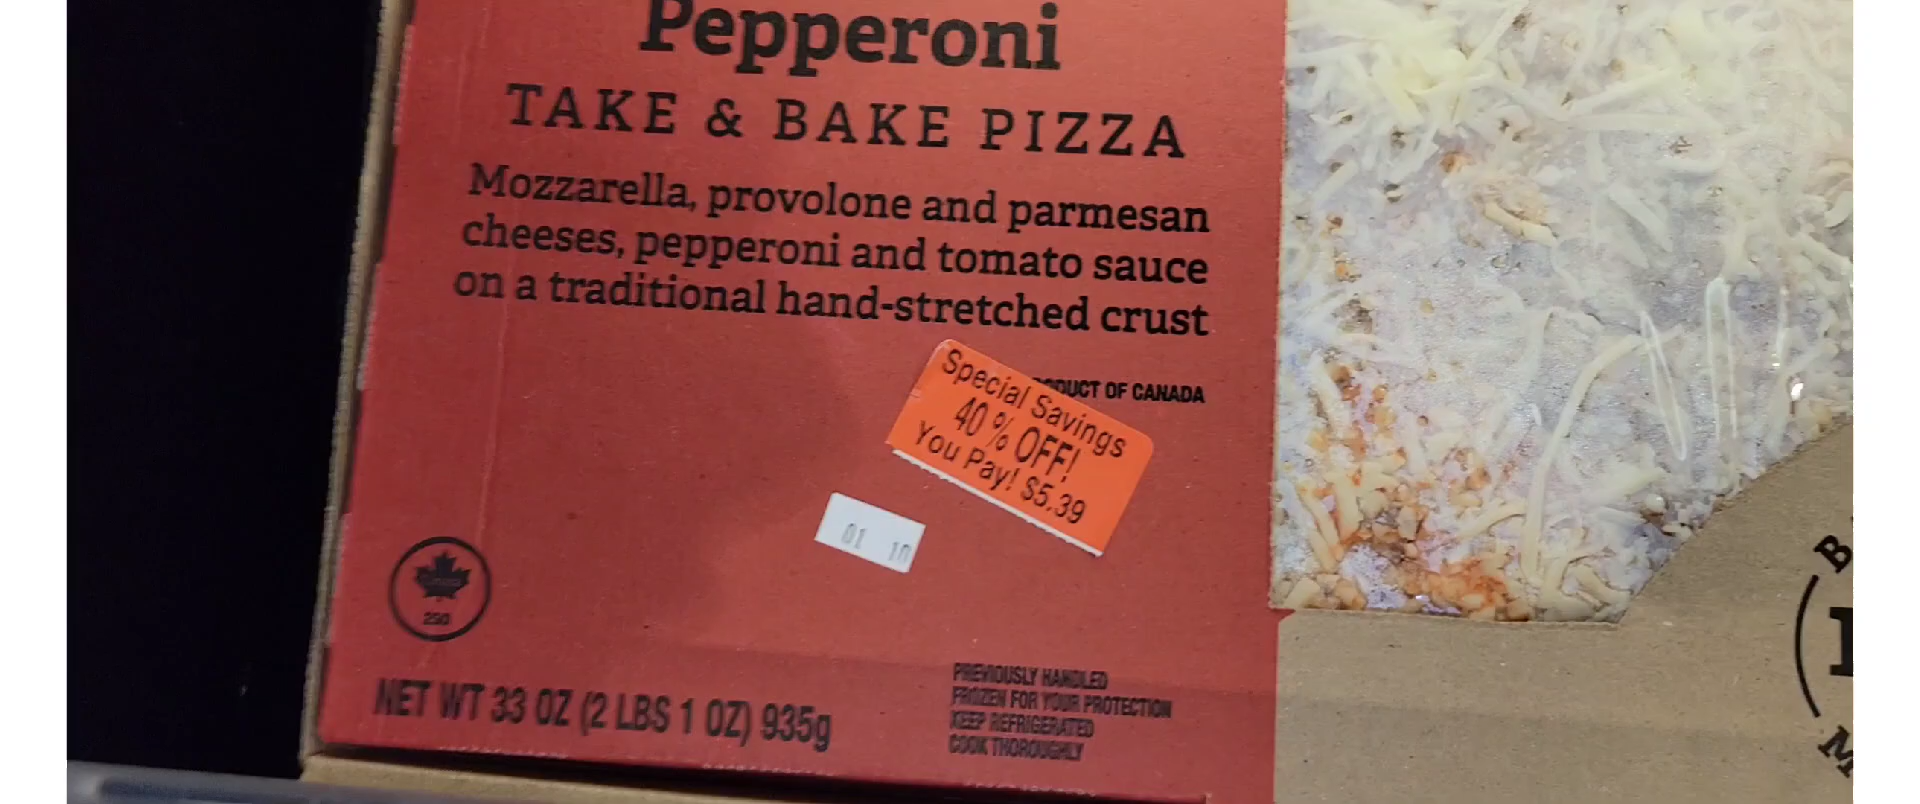 Pepperoni
TAKE & BAKE PIZZA
Mozzarella, provolone and parmesan
cheeses, pepperoni and tomato sauce
on a traditional hand-stretched crust
ODUCT OF CANADA
Special Savings
40% OFF!
You Pay! $5.39
01 10
250
NET WT 33 OZ (2 LBS 1 OZ) 935g
PREVIOUSLY HANDLED
FROZEN FOR YOUR PROTECTION
KEEP REFRIGERATED
COOK THOROUGHLY
B
M